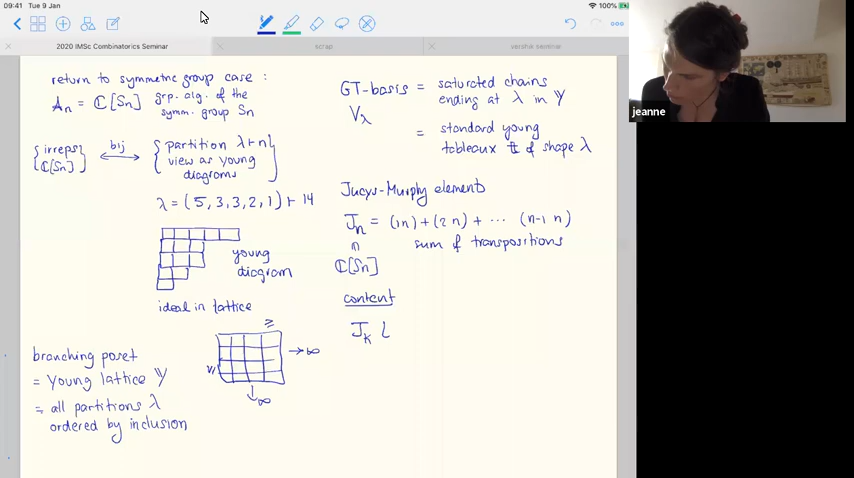 09:41 Tue 9 Jan
100%
2020 IMSc Combinatorics Seminar
scrap
vershik seminar
return to symmetric group case :
An = ℂ[Sn] grp. alg. of the
symm. group Sn
{irreps ℂ[Sn]} bij ⟷ {partition λ⊢n
view as young
diagrams}
λ = (5,3,3,2,1) ⊢ 14
young
diagram
ideal in lattice
≥
→∞
∞
branching poset
= Young lattice Y
= all partitions λ
ordered by inclusion
GT-basis = saturated chains
ending at λ in Y
Vλ
= standard young
tableaux t of shape λ
Jucys-Murphy element
Jn = (1n) + (2 n) + ... (n-1 n)
sum of transpositions
ℂ[Sn]
content
Jk
jeanne